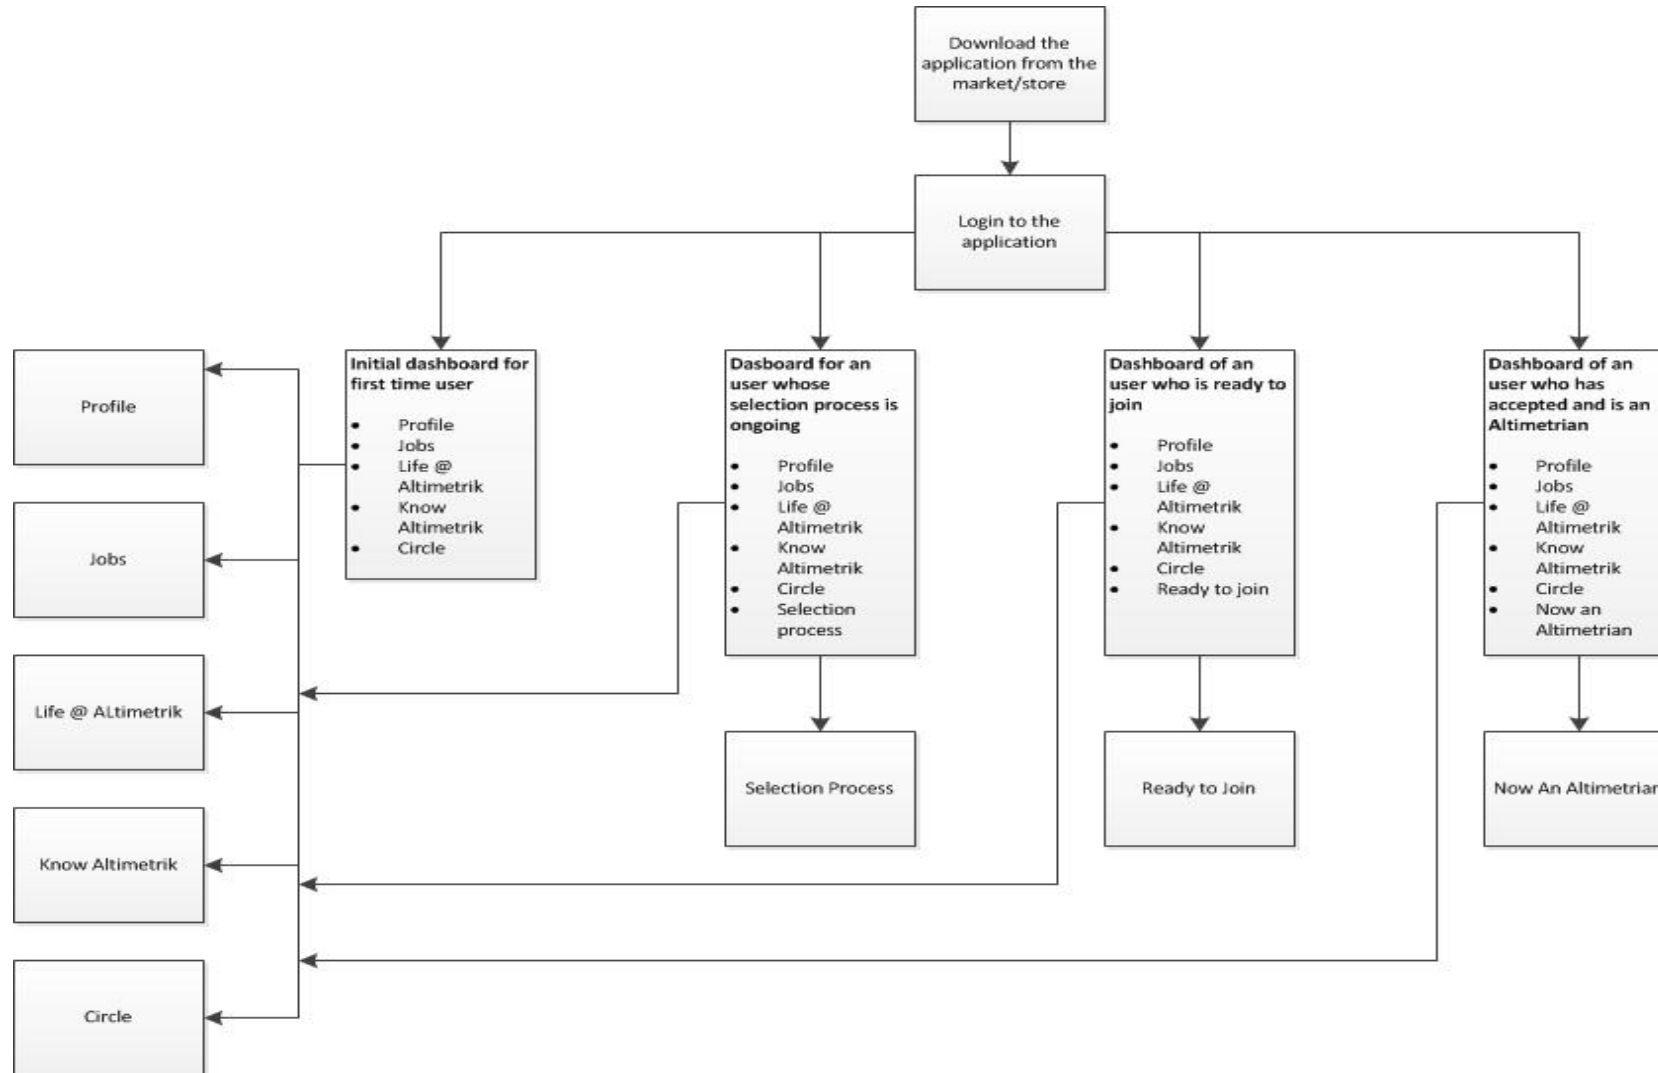 Download the
application from the
market/store
Login to the
application
Profile
Jobs
Life @ ALtimetrik
Know Altimetrik
Circle
Initial dashboard for
first time user
• Profile
• Jobs
• Life @
Altimetrik
• Know
Altimetrik
• Circle
Dasboard for an
user whose
selection process is
ongoing
• Profile
• Jobs
• Life @
Altimetrik
• Know
Altimetrik
• Circle
• Selection
process
Selection Process
Dashboard of an
user who is ready to
join
• Profile
• Jobs
• Life @
Altimetrik
• Know
Altimetrik
• Circle
• Ready to join
Ready to Join
Dashboard of an
user who has
accepted and is an
Altimetrian
• Profile
• Jobs
• Life @
Altimetrik
• Know
Altimetrik
• Circle
• Now an
Altimetrian
Now An Altimetrian